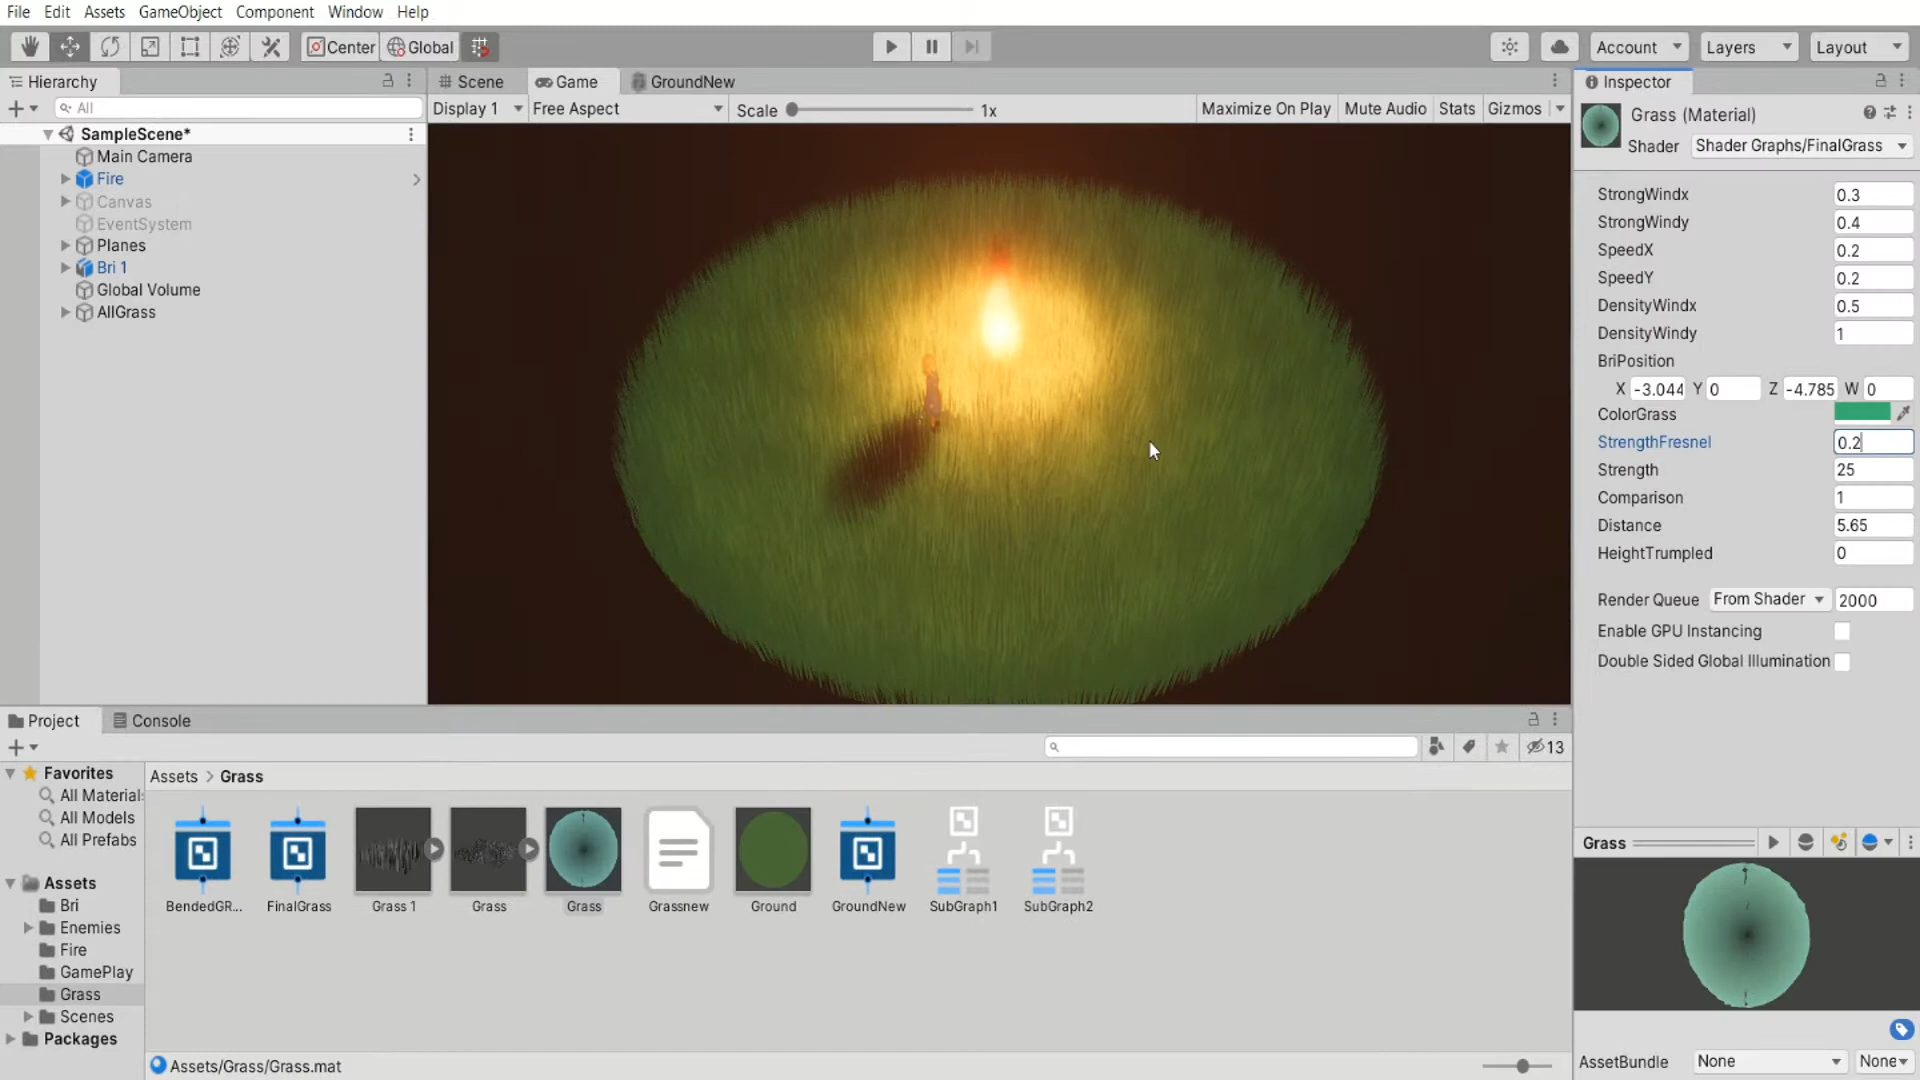 File Edit Assets GameObject Component Window Help
Center Global Account Layers Layout
Hierarchy
All
SampleScene*
Main Camera
Fire
Canvas
EventSystem
Planes
Bri 1
Global Volume
AllGrass
Scene Game GroundNew
Display 1 Free Aspect Scale 1x Maximize On Play Mute Audio Stats Gizmos
Inspector
Grass (Material)
Shader Shader Graphs/FinalGrass
StrongWindx 0.3
StrongWindy 0.4
SpeedX 0.2
SpeedY 0.2
DensityWindx 0.5
DensityWindy 1
BriPosition
X -3.044 Y 0 Z -4.785 W 0
ColorGrass
StrengthFresnel 0.2
Strength 25
Comparison 1
Distance 5.65
HeightTrumpled 0
Render Queue From Shader 2000
Enable GPU Instancing
Double Sided Global Illumination
Project Console
13
Favorites
All Material
All Models
All Prefabs
Assets
Bri
Enemies
Fire
GamePlay
Grass
Scenes
Packages
Assets > Grass
BendedGR... FinalGrass Grass 1 Grass Grass Grassnew Ground GroundNew SubGraph1 SubGraph2
Assets/Grass/Grass.mat
Grass
AssetBundle None None